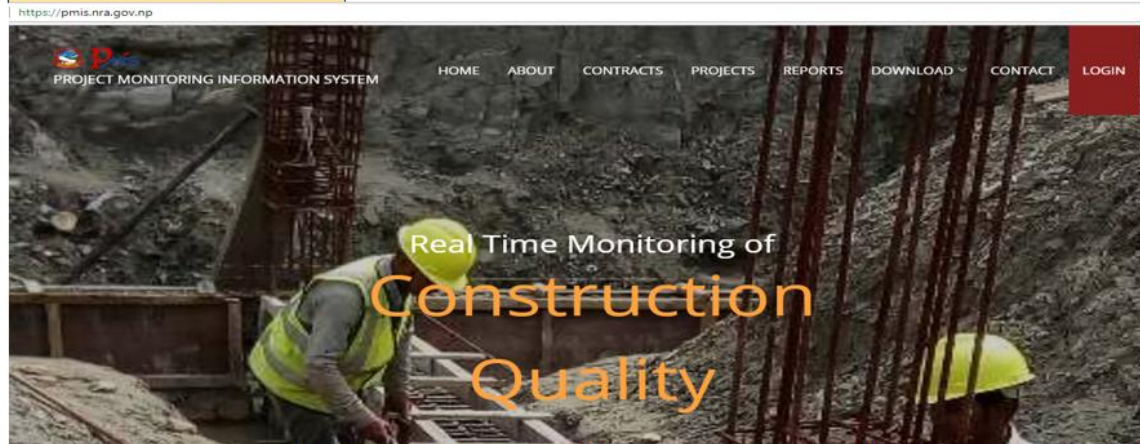 https://pmis.nra.gov.np
Pmis
PROJECT MONITORING INFORMATION SYSTEM
HOME ABOUT CONTRACTS PROJECTS REPORTS DOWNLOAD CONTACT LOGIN
Real Time Monitoring of
Construction
Quality